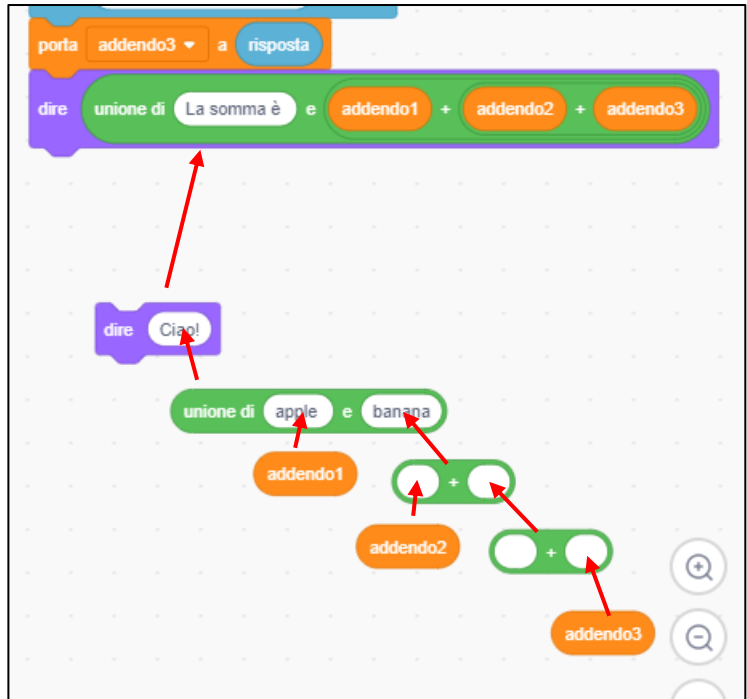 porta addendo3 a risposta
dire unione di La somma è e addendo1 + addendo2 + addendo3
dire Ciao!
unione di apple e banana
addendo1
+
addendo2
+
addendo3